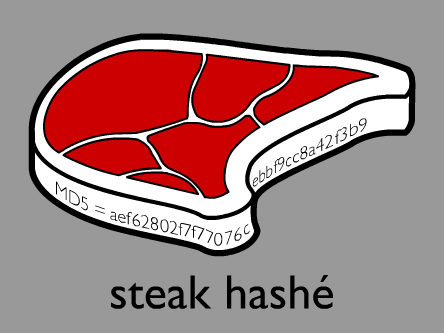 MD5 = aef62802f7f77076c
ebbf9cc8a42f3b9
steak hashé